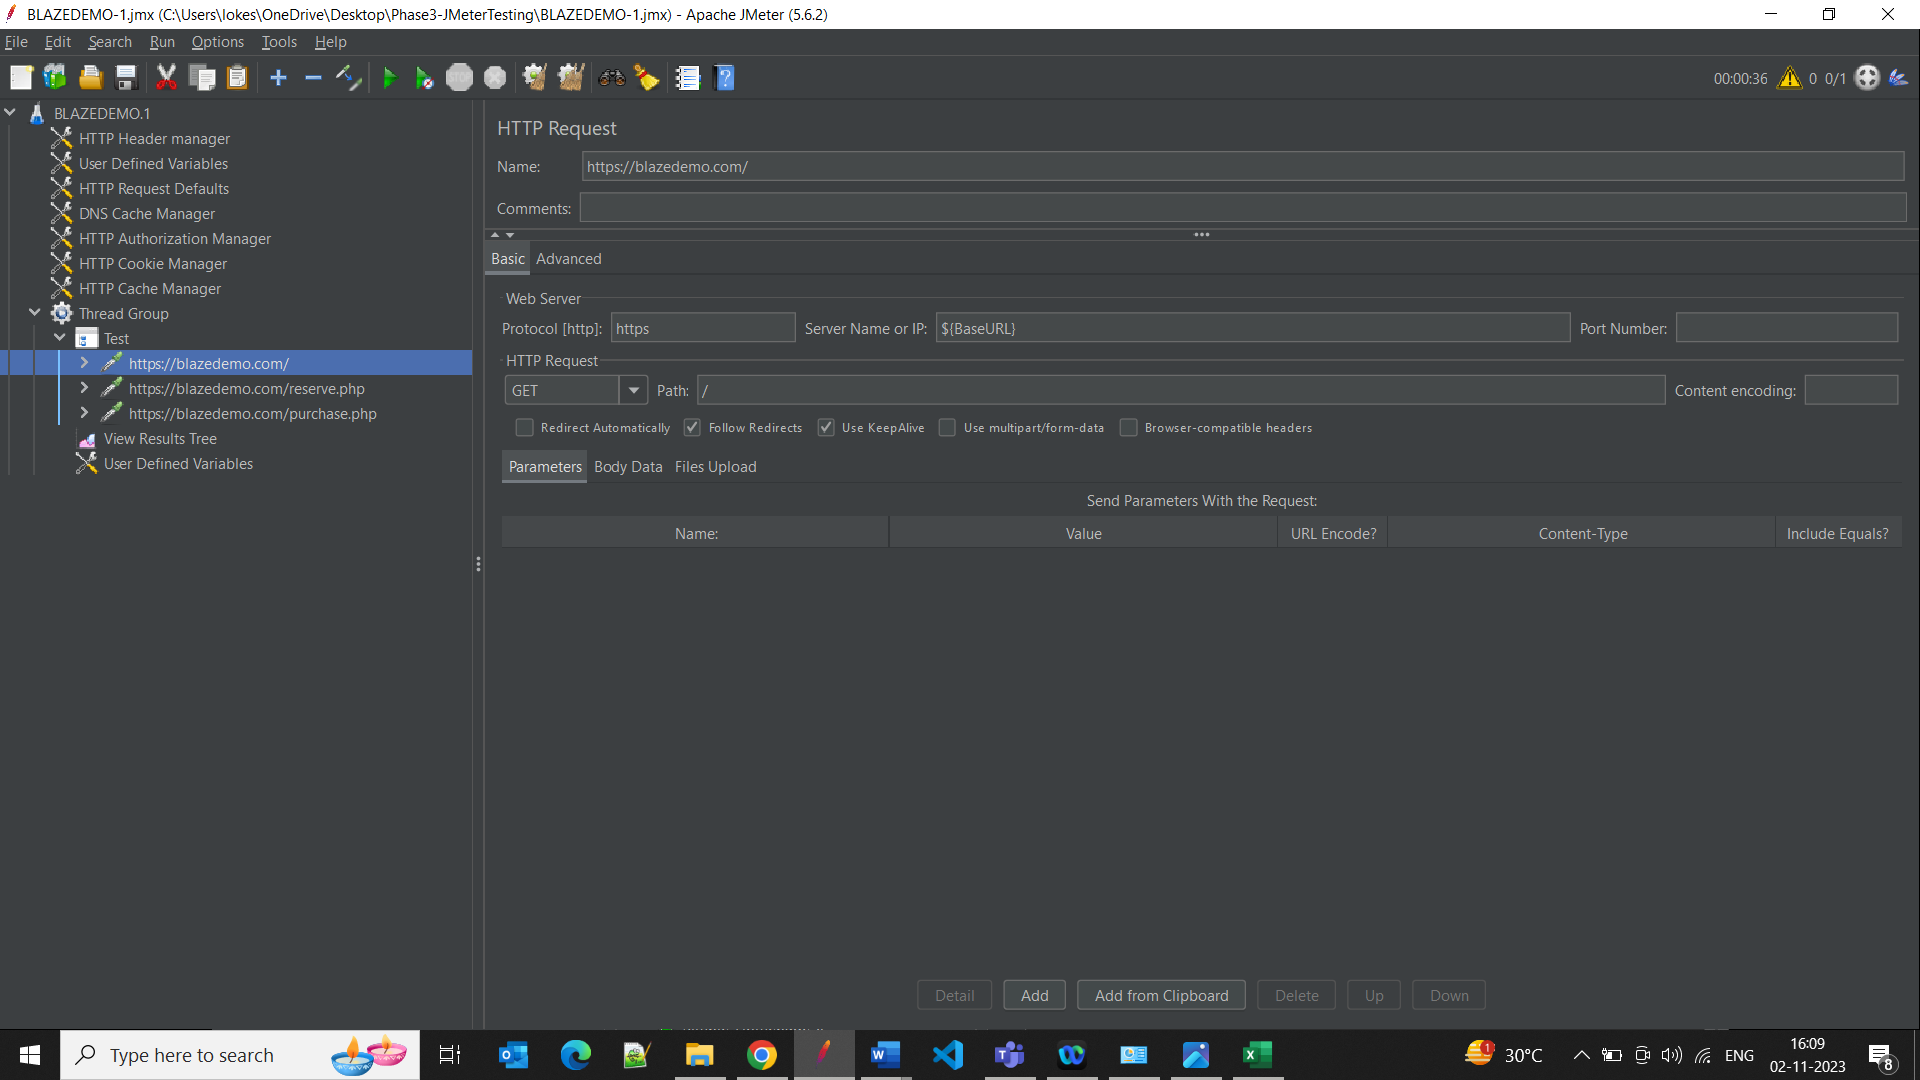 BLAZEDEMO-1.jmx (C:\Users\lokes\OneDrive\Desktop\Phase3-JMeterTesting\BLAZEDEMO-1.jmx) - Apache JMeter (5.6.2)
File Edit Search Run Options Tools Help
STOP 00:00:36 0 0/1
BLAZEDEMO.1
HTTP Header manager
User Defined Variables
HTTP Request Defaults
DNS Cache Manager
HTTP Authorization Manager
HTTP Cookie Manager
HTTP Cache Manager
Thread Group
Test
https://blazedemo.com/
https://blazedemo.com/reserve.php
https://blazedemo.com/purchase.php
View Results Tree
User Defined Variables
HTTP Request
Name: https://blazedemo.com/
Comments:
Basic Advanced
Web Server
Protocol [http]: https Server Name or IP: ${BaseURL} Port Number:
HTTP Request
GET Path: / Content encoding:
Redirect Automatically Follow Redirects Use KeepAlive Use multipart/form-data Browser-compatible headers
Parameters Body Data Files Upload
Send Parameters With the Request:
Name: Value URL Encode? Content-Type Include Equals?
Detail Add Add from Clipboard Delete Up Down
Type here to search
1 30°C ENG 16:09
02-11-2023 8